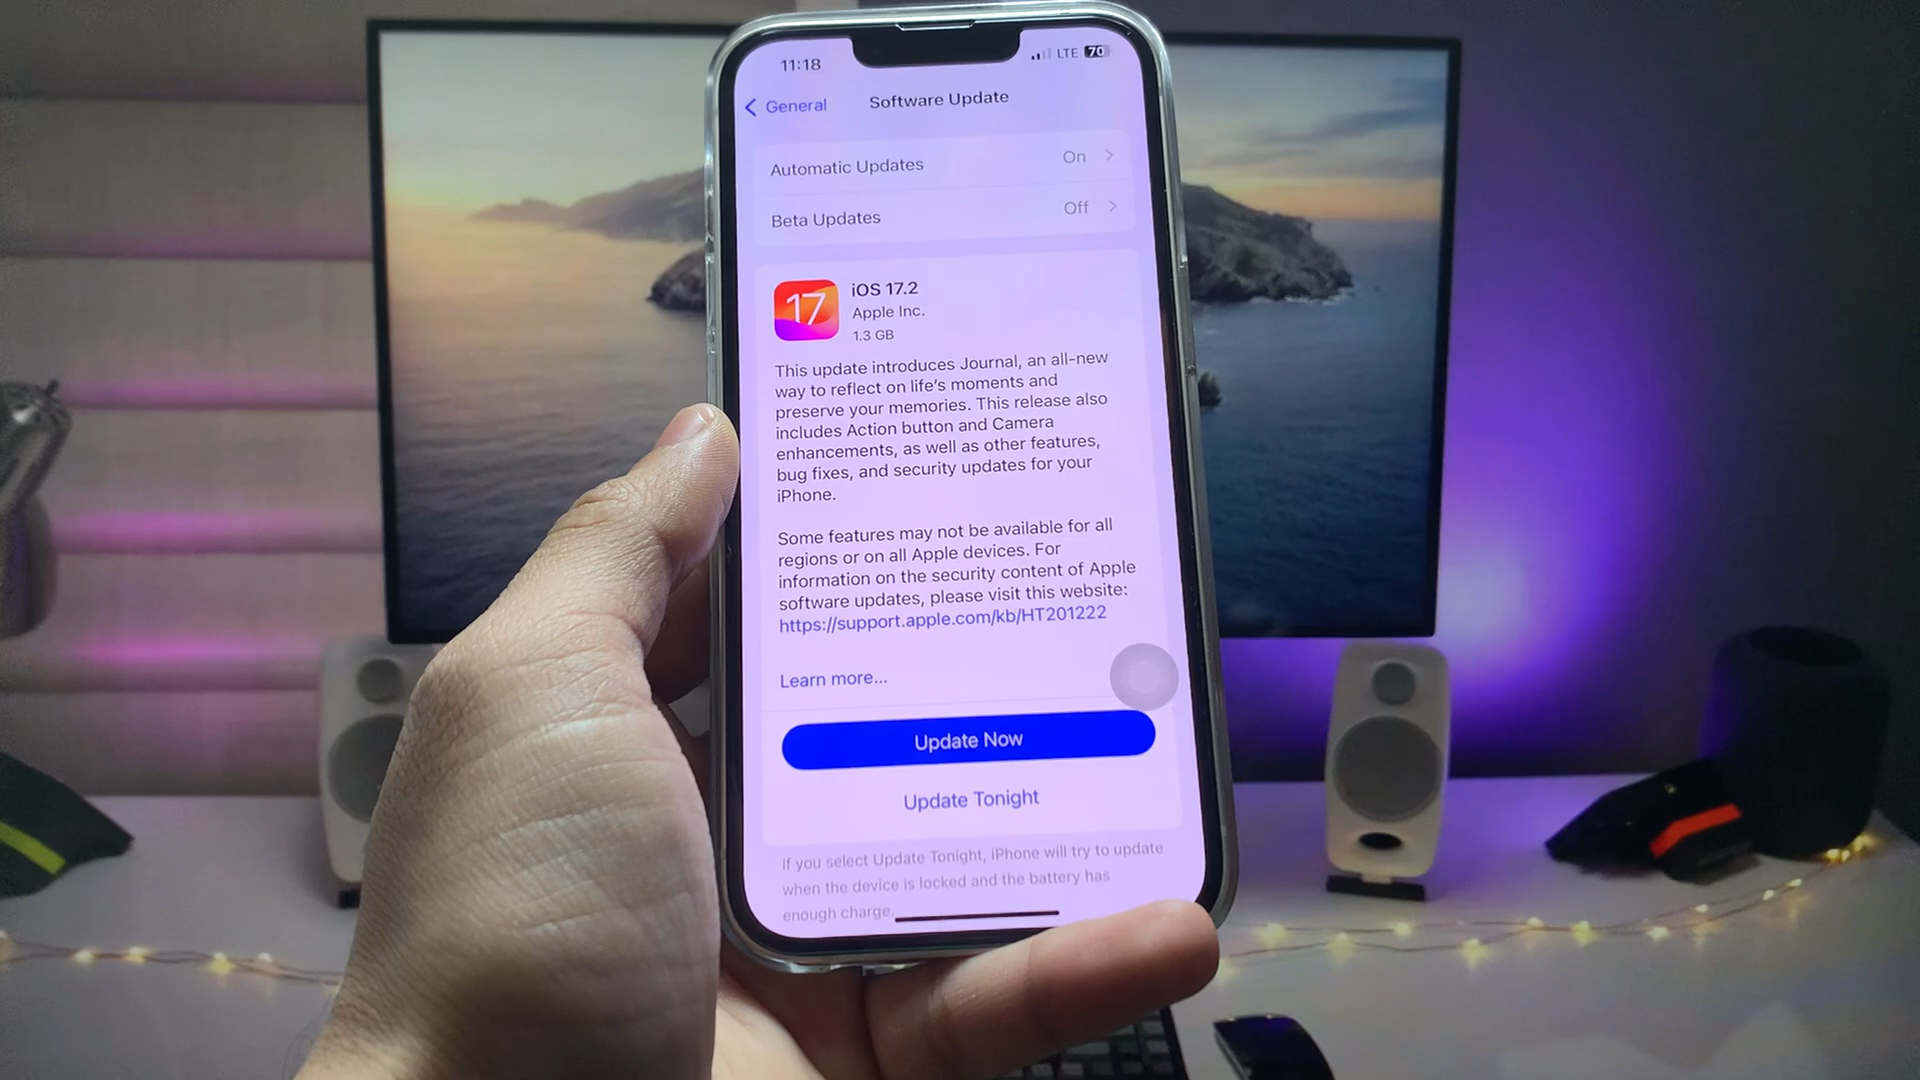 11:18
LTE 70
General
Software Update
Automatic Updates On
Beta Updates Off
17
iOS 17.2
Apple Inc.
1.3 GB
This update introduces Journal, an all-new
way to reflect on life's moments and
preserve your memories. This release also
includes Action button and Camera
enhancements, as well as other features,
bug fixes, and security updates for your
iPhone.
Some features may not be available for all
regions or on all Apple devices. For
information on the security content of Apple
software updates, please visit this website:
https://support.apple.com/kb/HT201222
Learn more...
Update Now
Update Tonight
If you select Update Tonight, iPhone will try to update
when the device is locked and the battery has
enough charge.